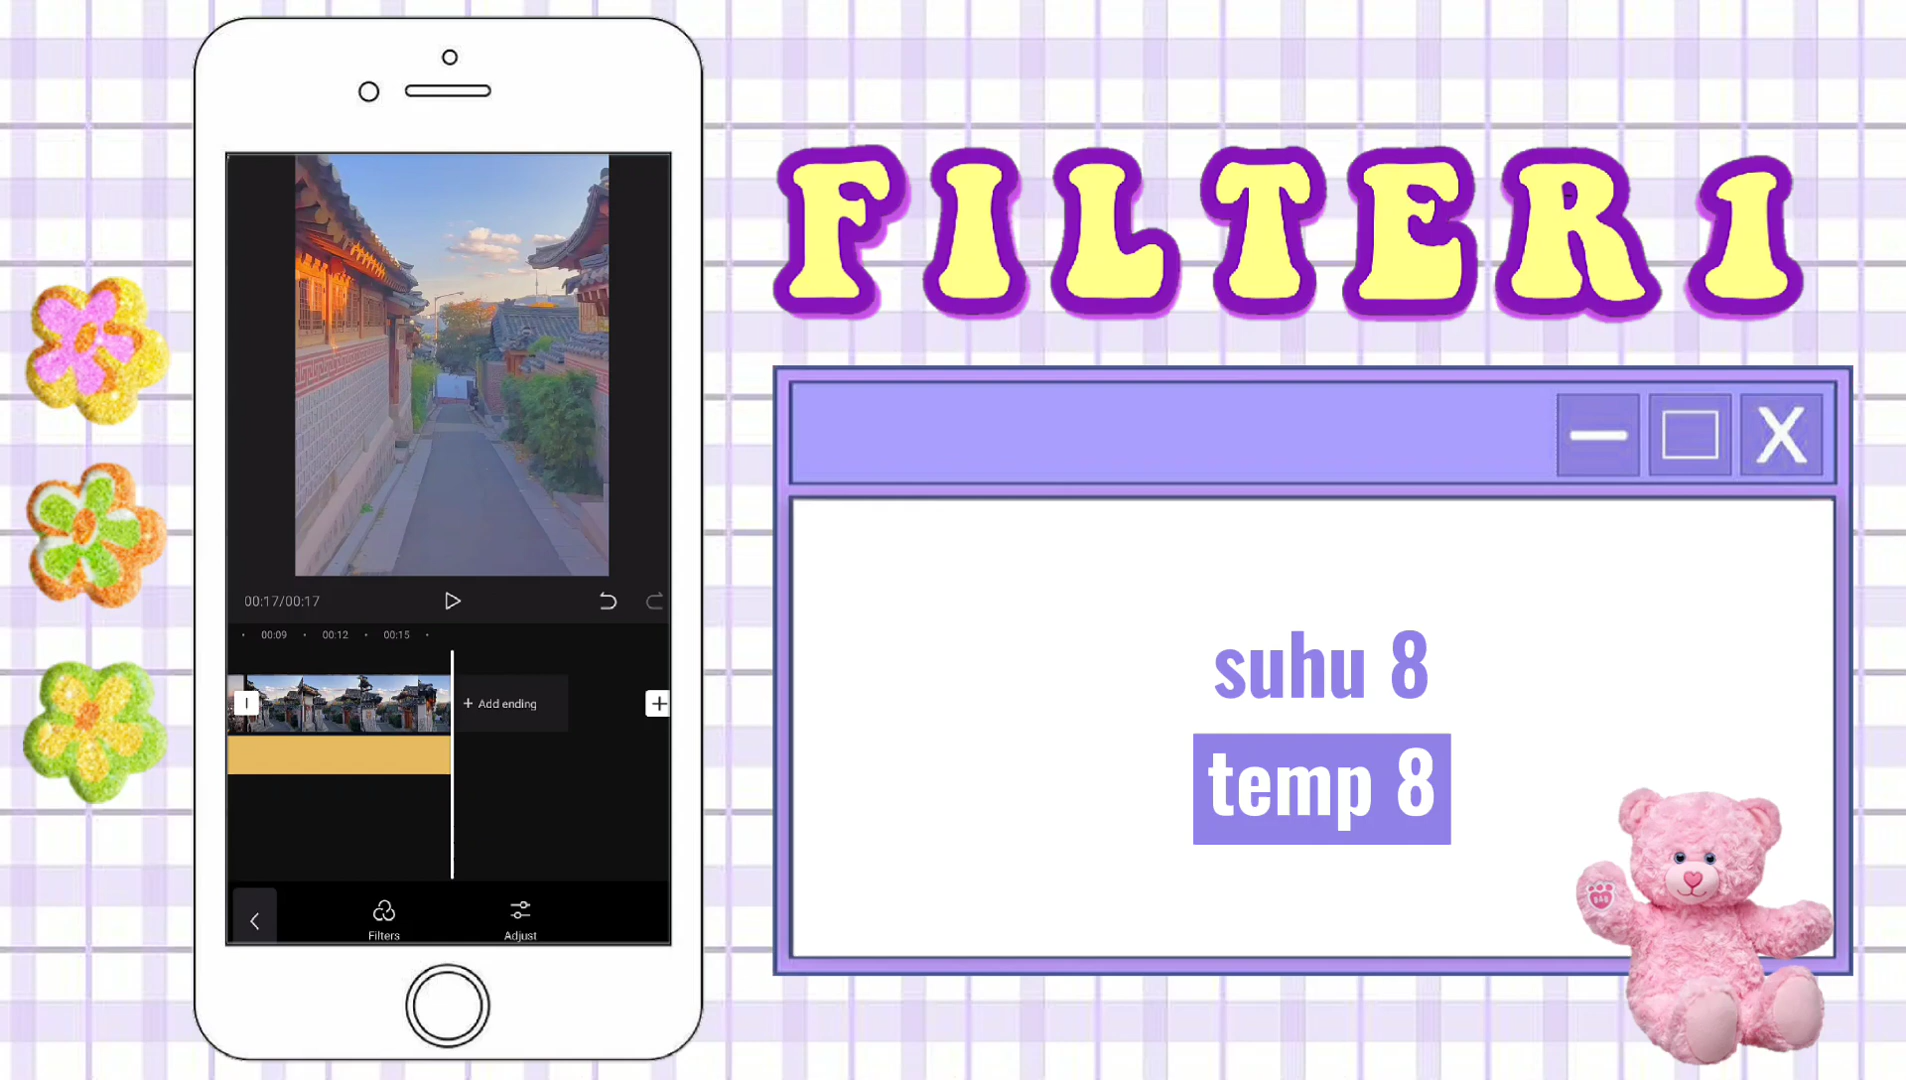 FILTER 1
00:17/00:17
00:09 00:12 00:15
+ Add ending
Filters Adjust
X
suhu 8
temp 8